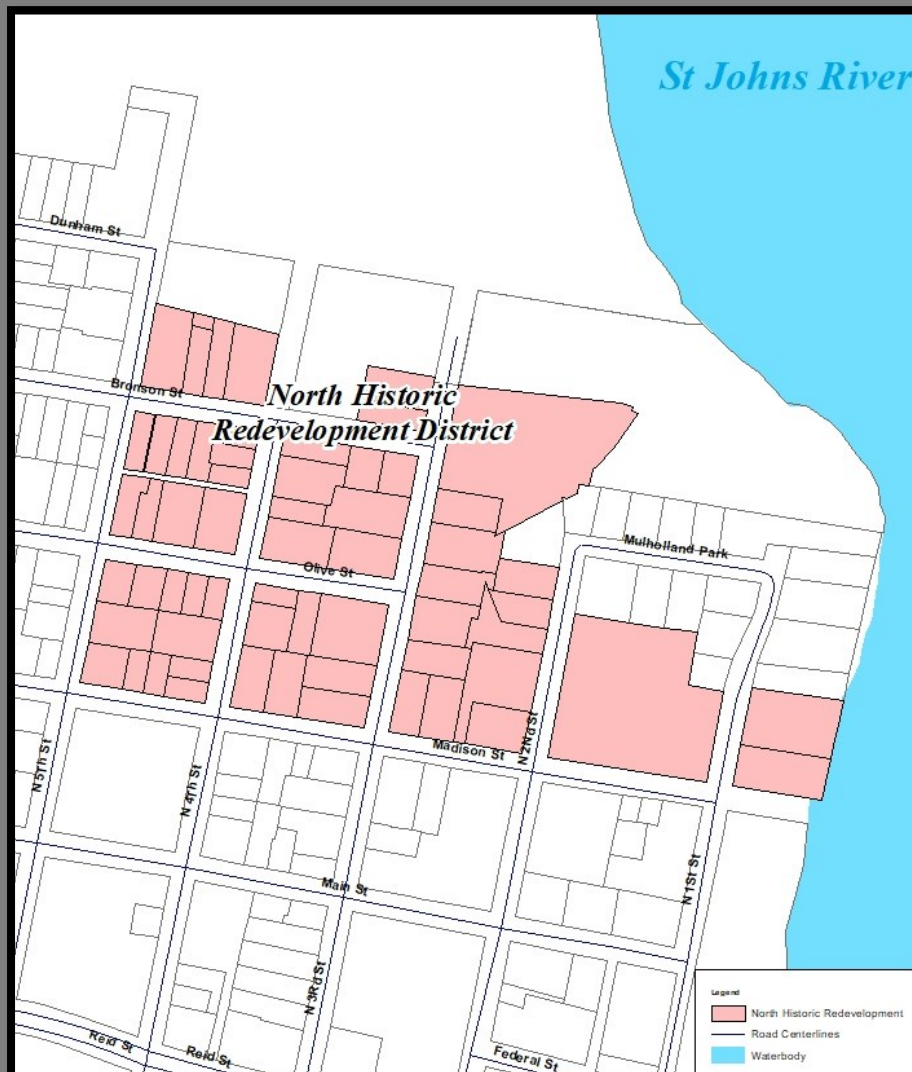 St Johns River
Dunham St
Bronson St
North Historic
Redevelopment District
Mulholland Park
Olive St
Madison St
N 2Nd St
N 5Th St
N 4Th St
N 1St St
Main St
N 3Rd St
Reid St
Reid St
Federal St
Legend
North Historic Redevelopment
Road Centerlines
Waterbody